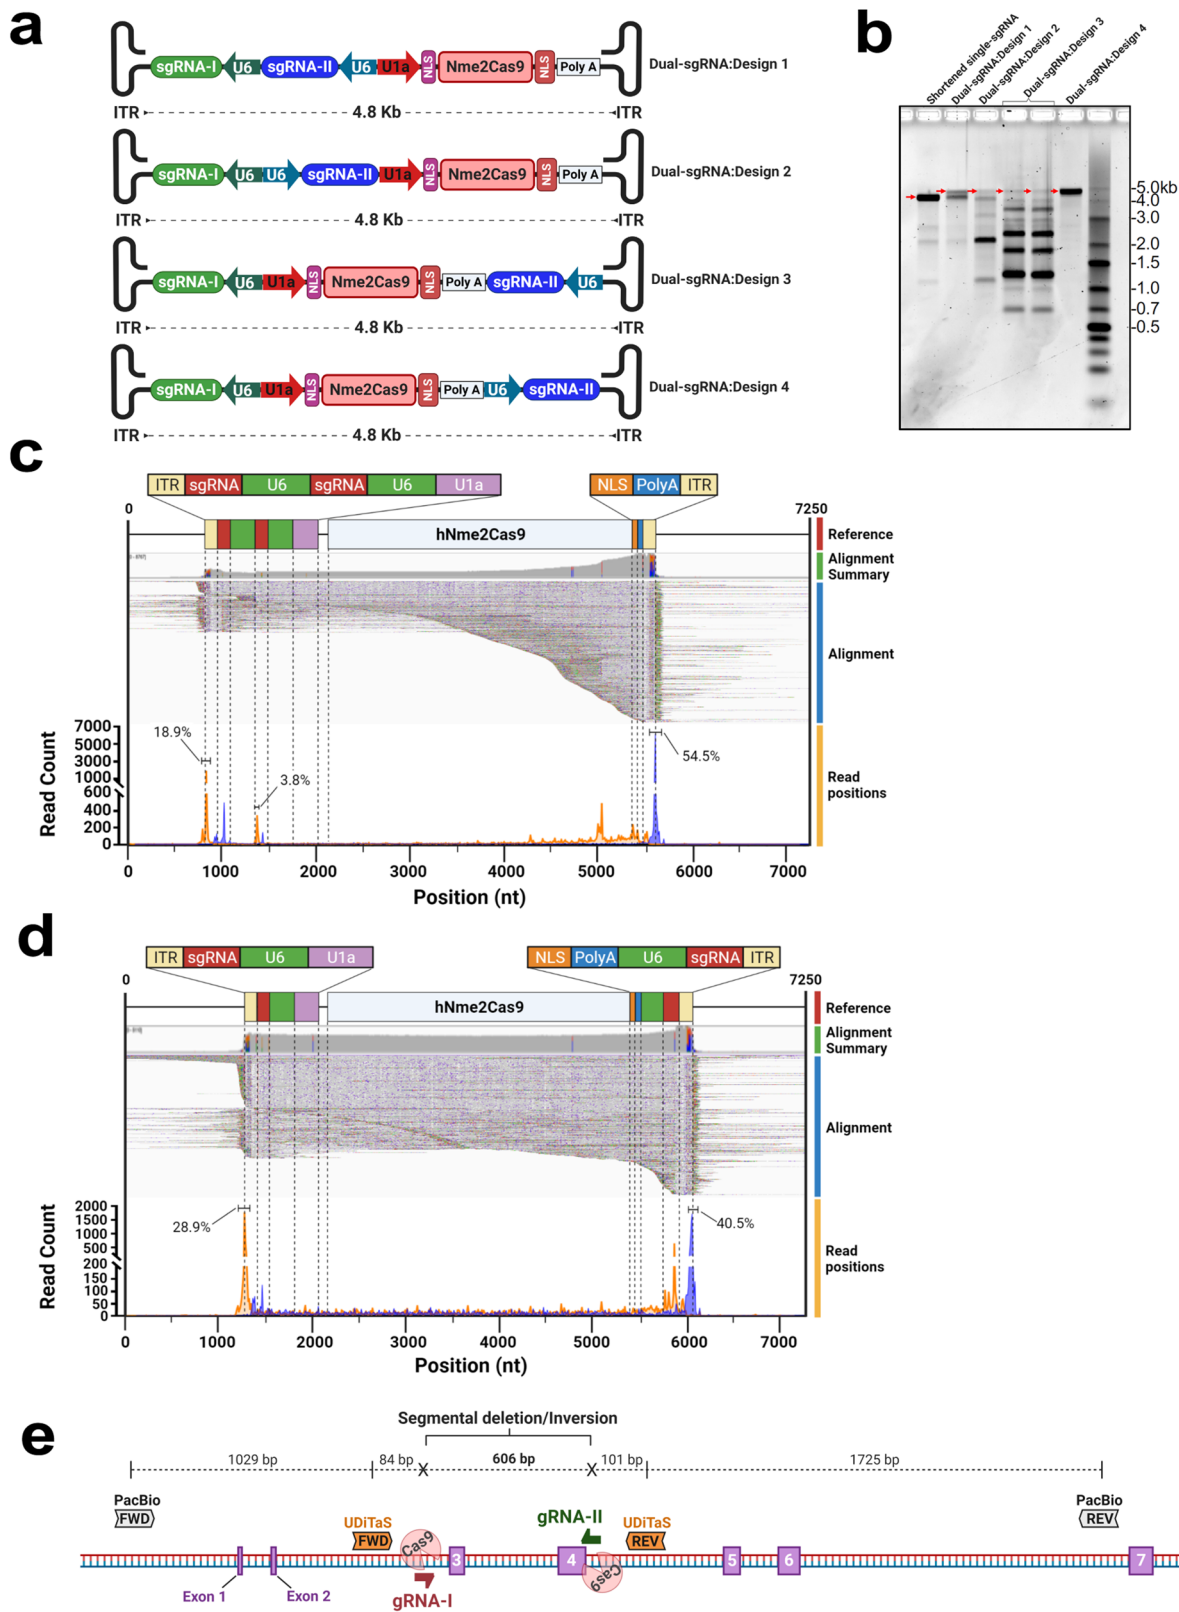 a
sgRNA-I U6 sgRNA-II U6 U1a NLS Nme2Cas9 NLS Poly A Dual-sgRNA:Design 1
ITR 4.8 Kb ITR
sgRNA-I U6 U6 sgRNA-II U1a NLS Nme2Cas9 NLS Poly A Dual-sgRNA:Design 2
ITR 4.8 Kb ITR
sgRNA-I U6 U1a NLS Nme2Cas9 NLS Poly A sgRNA-II U6 Dual-sgRNA:Design 3
ITR 4.8 Kb ITR
sgRNA-I U6 U1a NLS Nme2Cas9 NLS Poly A U6 sgRNA-II Dual-sgRNA:Design 4
ITR 4.8 Kb ITR
b
Shortened single-sgRNA
Dual-sgRNA:Design 1
Dual-sgRNA:Design 2
Dual-sgRNA:Design 3
Dual-sgRNA:Design 4
-5.0kb
-4.0
-3.0
-2.0
-1.5
-1.0
-0.7
-0.5
c
ITR sgRNA U6 sgRNA U6 U1a NLS PolyA ITR
0 7250
hNme2Cas9 Reference
Alignment
Summary
Alignment
Read Count
7000
5000
3000
1000
600
400
200
0
18.9%
3.8%
54.5%
Read
positions
0 1000 2000 3000 4000 5000 6000 7000
Position (nt)
d
ITR sgRNA U6 U1a NLS PolyA U6 sgRNA ITR
0 7250
hNme2Cas9 Reference
Alignment
Summary
Alignment
Read Count
2000
1500
1000
500
200
150
100
50
0
28.9%
40.5%
Read
positions
0 1000 2000 3000 4000 5000 6000 7000
Position (nt)
e
Segmental deletion/Inversion
1029 bp 84 bp 606 bp 101 bp 1725 bp
X X
PacBio
FWD
UDiTaS
FWD
Cas9
gRNA-I
gRNA-II
Cas9
UDiTaS
REV
PacBio
REV
3 4 5 6 7
Exon 1 Exon 2